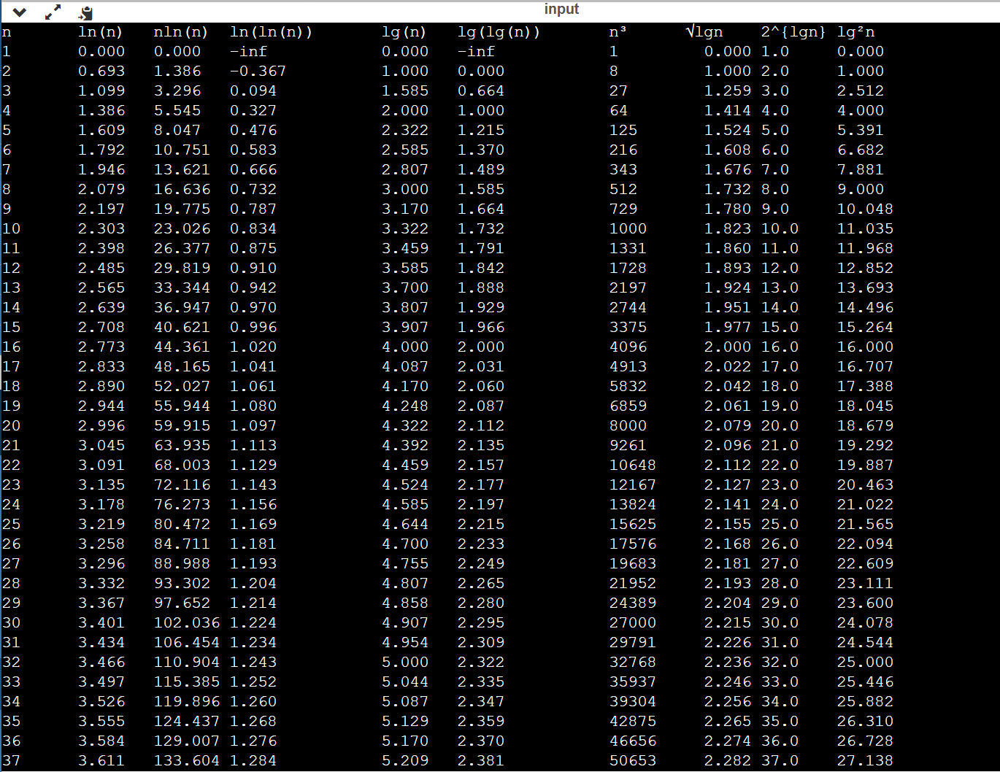 input
n ln(n) nln(n) ln(ln(n)) lg(n) lg(lg(n)) n³ √lgn 2^{lgn} lg²n
1 0.000 0.000 -inf 0.000 -inf 1 0.000 1.0 0.000
2 0.693 1.386 -0.367 1.000 0.000 8 1.000 2.0 1.000
3 1.099 3.296 0.094 1.585 0.664 27 1.259 3.0 2.512
4 1.386 5.545 0.327 2.000 1.000 64 1.414 4.0 4.000
5 1.609 8.047 0.476 2.322 1.215 125 1.524 5.0 5.391
6 1.792 10.751 0.583 2.585 1.370 216 1.608 6.0 6.682
7 1.946 13.621 0.666 2.807 1.489 343 1.676 7.0 7.881
8 2.079 16.636 0.732 3.000 1.585 512 1.732 8.0 9.000
9 2.197 19.775 0.787 3.170 1.664 729 1.780 9.0 10.048
10 2.303 23.026 0.834 3.322 1.732 1000 1.823 10.0 11.035
11 2.398 26.377 0.875 3.459 1.791 1331 1.860 11.0 11.968
12 2.485 29.819 0.910 3.585 1.842 1728 1.893 12.0 12.852
13 2.565 33.344 0.942 3.700 1.888 2197 1.924 13.0 13.693
14 2.639 36.947 0.970 3.807 1.929 2744 1.951 14.0 14.496
15 2.708 40.621 0.996 3.907 1.966 3375 1.977 15.0 15.264
16 2.773 44.361 1.020 4.000 2.000 4096 2.000 16.0 16.000
17 2.833 48.165 1.041 4.087 2.031 4913 2.022 17.0 16.707
18 2.890 52.027 1.061 4.170 2.060 5832 2.042 18.0 17.388
19 2.944 55.944 1.080 4.248 2.087 6859 2.061 19.0 18.045
20 2.996 59.915 1.097 4.322 2.112 8000 2.079 20.0 18.679
21 3.045 63.935 1.113 4.392 2.135 9261 2.096 21.0 19.292
22 3.091 68.003 1.129 4.459 2.157 10648 2.112 22.0 19.887
23 3.135 72.116 1.143 4.524 2.177 12167 2.127 23.0 20.463
24 3.178 76.273 1.156 4.585 2.197 13824 2.141 24.0 21.022
25 3.219 80.472 1.169 4.644 2.215 15625 2.155 25.0 21.565
26 3.258 84.711 1.181 4.700 2.233 17576 2.168 26.0 22.094
27 3.296 88.988 1.193 4.755 2.249 19683 2.181 27.0 22.609
28 3.332 93.302 1.204 4.807 2.265 21952 2.193 28.0 23.111
29 3.367 97.652 1.214 4.858 2.280 24389 2.204 29.0 23.600
30 3.401 102.036 1.224 4.907 2.295 27000 2.215 30.0 24.078
31 3.434 106.454 1.234 4.954 2.309 29791 2.226 31.0 24.544
32 3.466 110.904 1.243 5.000 2.322 32768 2.236 32.0 25.000
33 3.497 115.385 1.252 5.044 2.335 35937 2.246 33.0 25.446
34 3.526 119.896 1.260 5.087 2.347 39304 2.256 34.0 25.882
35 3.555 124.437 1.268 5.129 2.359 42875 2.265 35.0 26.310
36 3.584 129.007 1.276 5.170 2.370 46656 2.274 36.0 26.728
37 3.611 133.604 1.284 5.209 2.381 50653 2.282 37.0 27.138